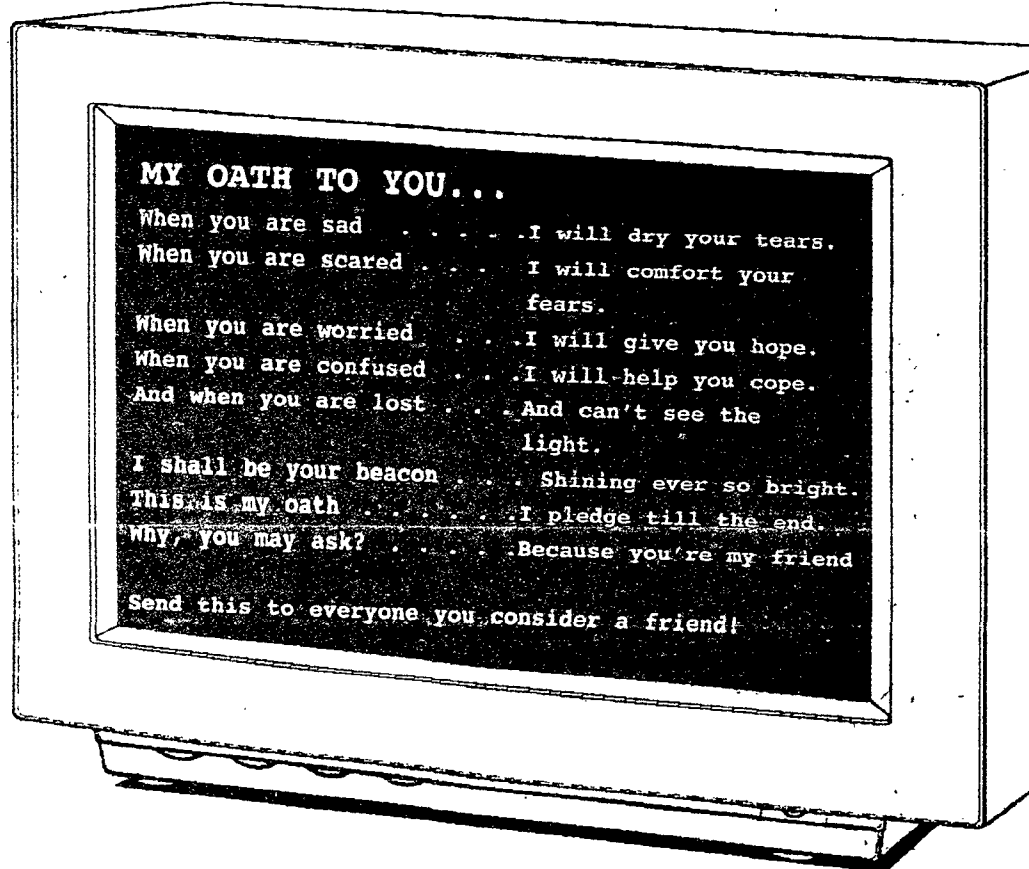 MY OATH TO YOU...
When you are sad . . . . .I will dry your tears.
When you are scared . . . . I will comfort your
fears.
When you are worried . . .I will give you hope.
When you are confused . . .I will help you cope.
And when you are lost . . .And can't see the
light.
I shall be your beacon . . . Shining ever so bright.
This is my oath . . . . . .I pledge till the end.
Why, you may ask? . . . . .Because you're my friend
Send this to everyone you consider a friend!